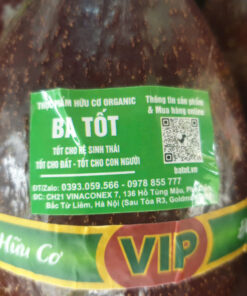 THỰC PHẨM HỮU CƠ ORGANIC
BA TỐT
TỐT CHO HỆ SINH THÁI
TỐT CHO ĐẤT - TỐT CHO CON NGƯỜI
Thông tin sản phẩm
& Mua hàng online
batot.vn
ĐT/Zalo: 0393.059.566 - 0978 855 777
ĐC: CH21 VINACONEX 7, 136 Hồ Tùng Mậu, 
Bắc Từ Liêm, Hà Nội (Sau Tòa R3,
Hữu Cơ
VIP